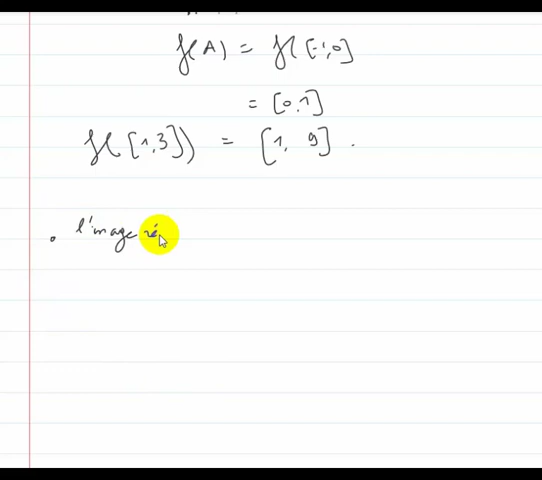 f(A) = f([-1,0]
= [0,1]
f([1,3]) = [1, 9] .
• l'image ré